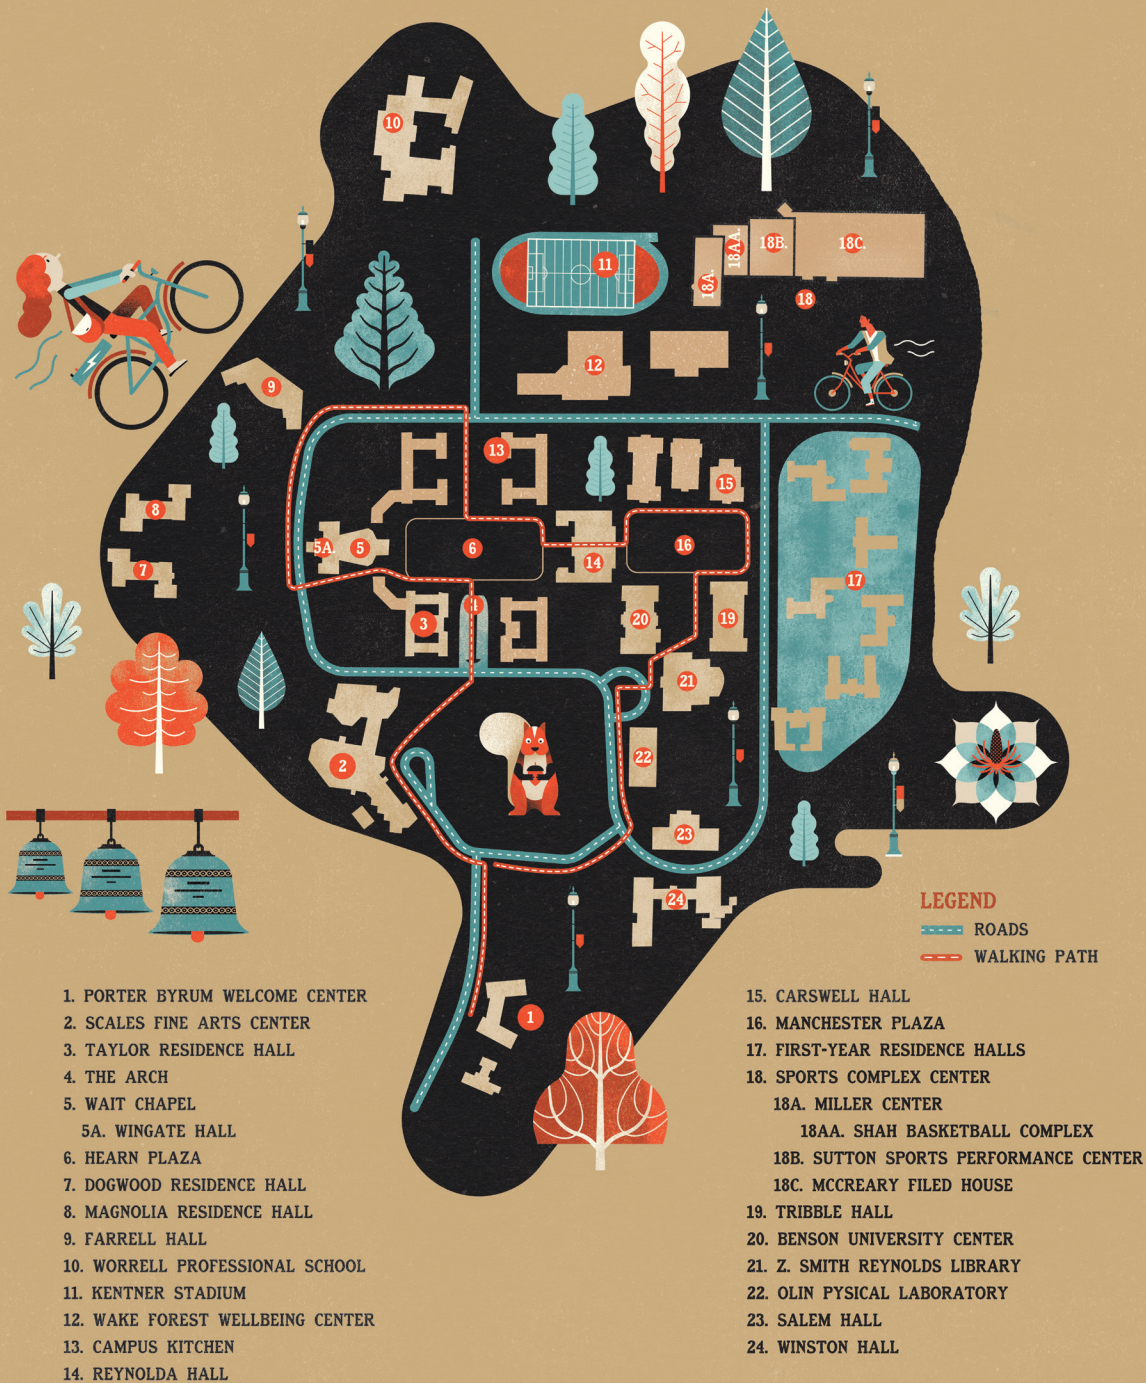 10
11
18A.
18AA.
18B.
18C.
18
12
9
13
15
8
5A.
5
6
14
16
7
17
3
4
20
19
21
2
22
23
24
1
LEGEND
ROADS
WALKING PATH
1. PORTER BYRUM WELCOME CENTER
2. SCALES FINE ARTS CENTER
3. TAYLOR RESIDENCE HALL
4. THE ARCH
5. WAIT CHAPEL
5A. WINGATE HALL
6. HEARN PLAZA
7. DOGWOOD RESIDENCE HALL
8. MAGNOLIA RESIDENCE HALL
9. FARRELL HALL
10. WORRELL PROFESSIONAL SCHOOL
11. KENTNER STADIUM
12. WAKE FOREST WELLBEING CENTER
13. CAMPUS KITCHEN
14. REYNOLDA HALL
15. CARSWELL HALL
16. MANCHESTER PLAZA
17. FIRST-YEAR RESIDENCE HALLS
18. SPORTS COMPLEX CENTER
18A. MILLER CENTER
18AA. SHAH BASKETBALL COMPLEX
18B. SUTTON SPORTS PERFORMANCE CENTER
18C. MCCREARY FILED HOUSE
19. TRIBBLE HALL
20. BENSON UNIVERSITY CENTER
21. Z. SMITH REYNOLDS LIBRARY
22. OLIN PYSICAL LABORATORY
23. SALEM HALL
24. WINSTON HALL